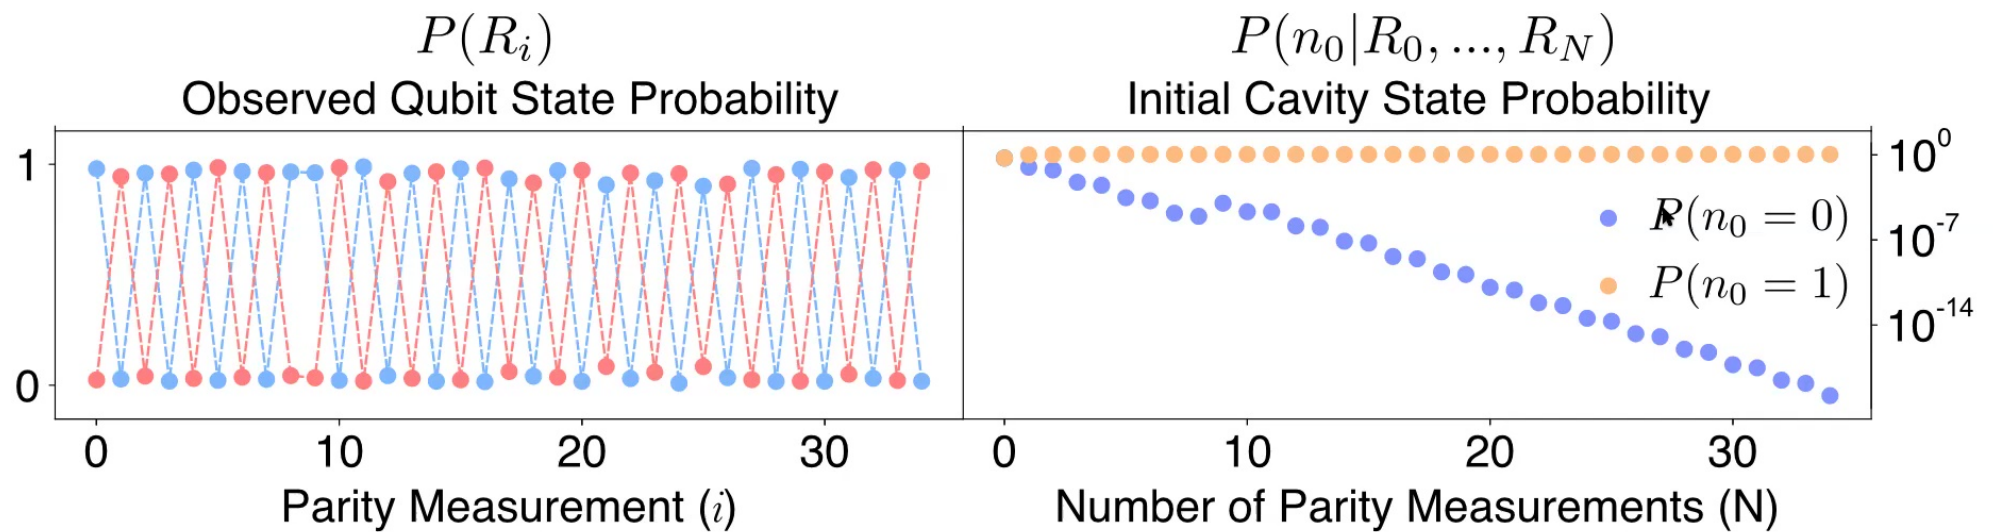 P(R_i)
Observed Qubit State Probability
1
0
0 10 20 30
Parity Measurement (i)
P(n_0|R_0, ..., R_N)
Initial Cavity State Probability
10^0
10^-7
10^-14
P(n_0 = 0)
P(n_0 = 1)
0 10 20 30
Number of Parity Measurements (N)